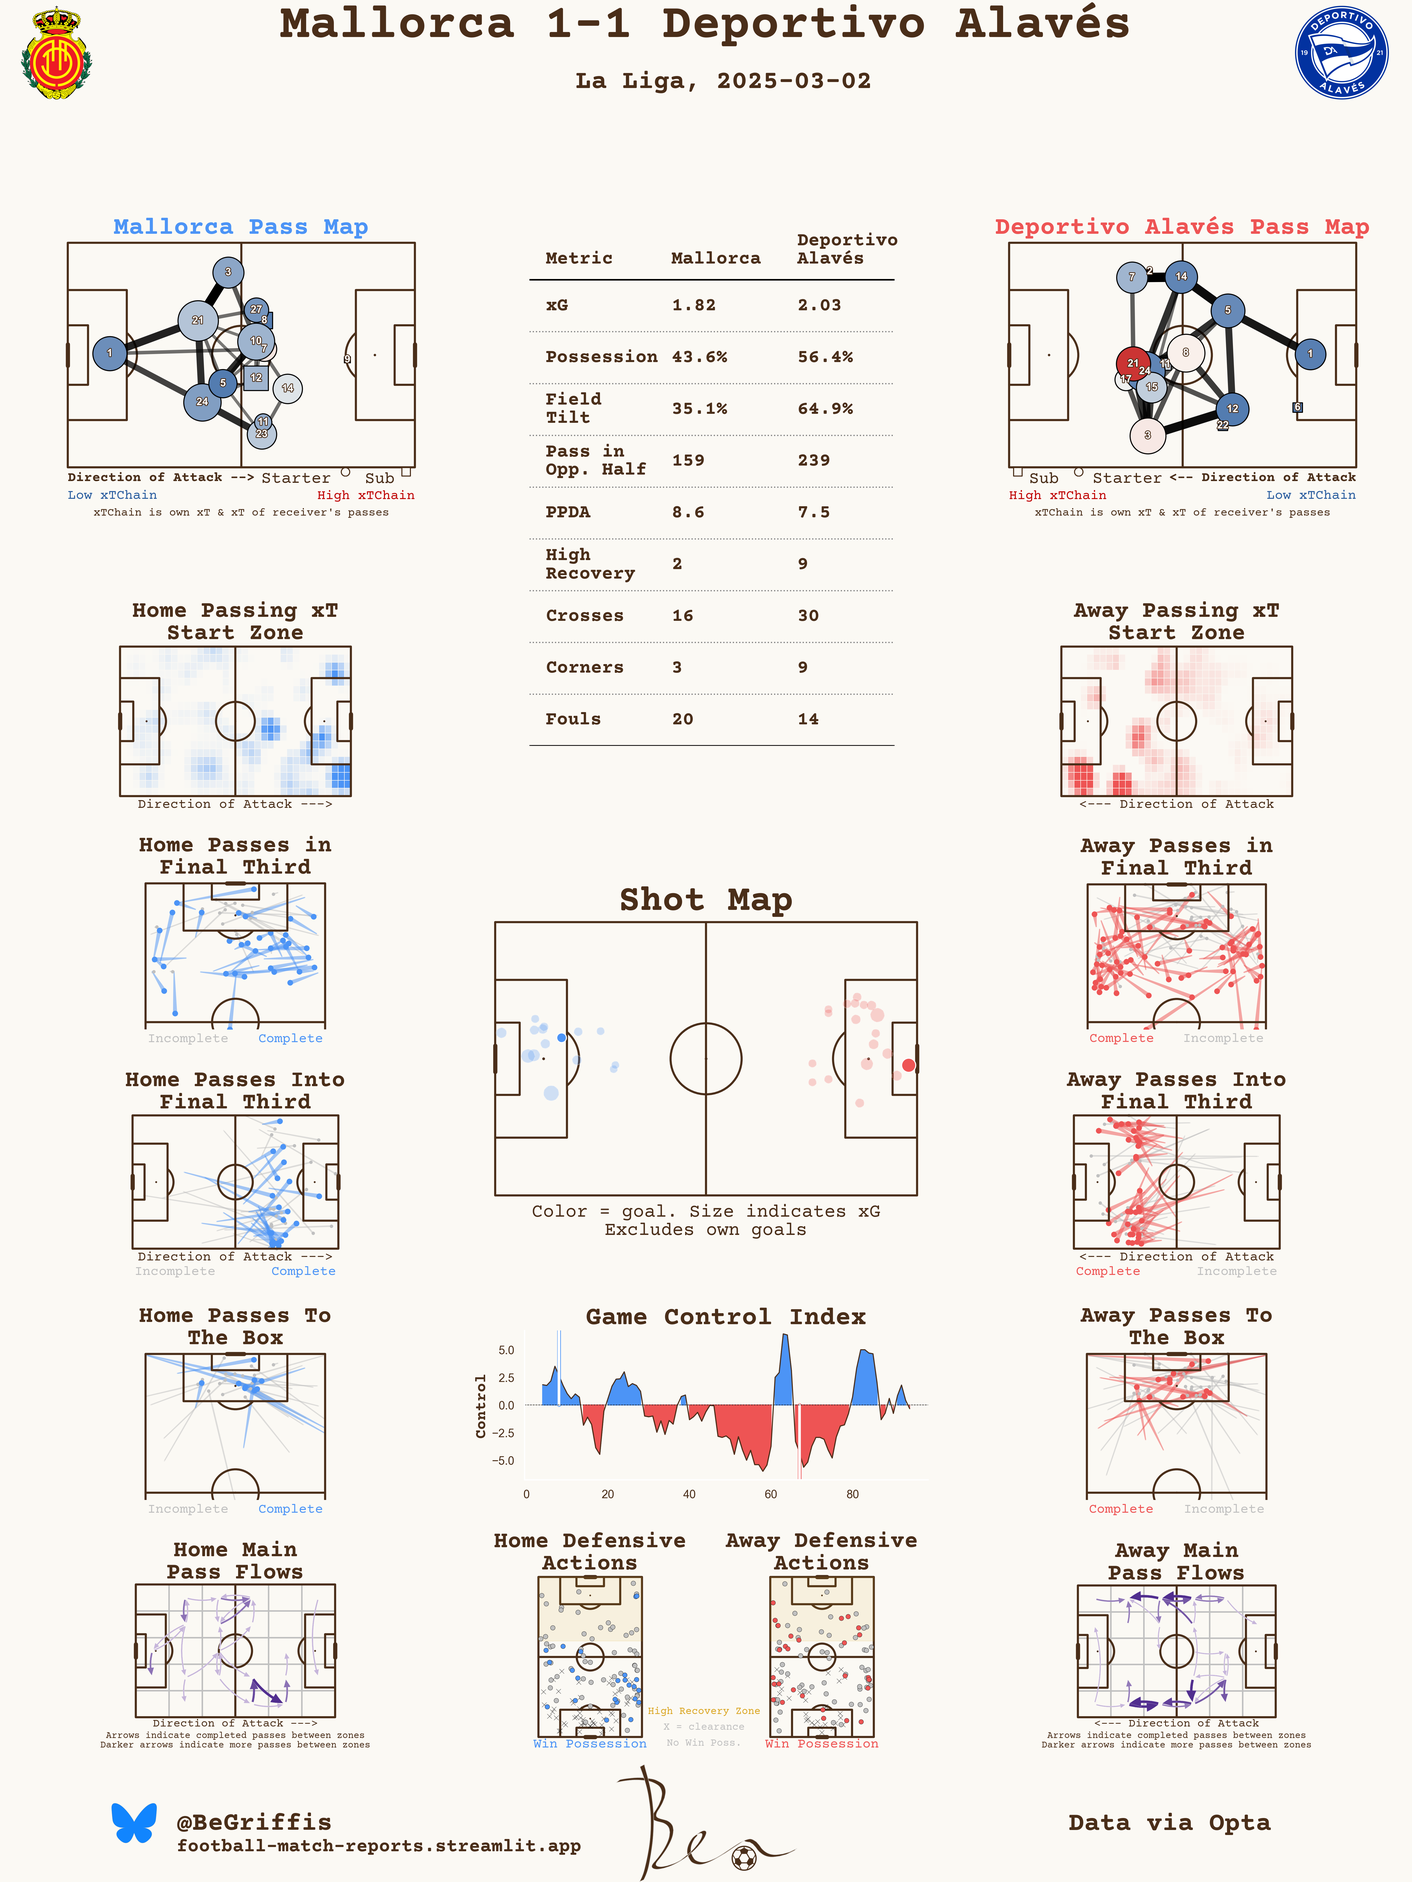 Mallorca 1-1 Deportivo Alavés
La Liga, 2025-03-02
DEPORTIVO
19 DA 21
ALAVÉS
Mallorca Pass Map
3
27
8
21
10
7
1
9
12
5
14
24
11
23
Direction of Attack --> Starter Sub
Low xTChain High xTChain
xTChain is own xT & xT of receiver's passes
Metric Mallorca Deportivo Alavés
xG 1.82 2.03
Possession 43.6% 56.4%
Field Tilt 35.1% 64.9%
Pass in Opp. Half 159 239
PPDA 8.6 7.5
High Recovery 2 9
Crosses 16 30
Corners 3 9
Fouls 20 14
Deportivo Alavés Pass Map
7
2
14
5
8
1
21
11
24
17
15
12
6
22
3
Sub Starter <-- Direction of Attack
High xTChain Low xTChain
xTChain is own xT & xT of receiver's passes
Home Passing xT
Start Zone
Direction of Attack --->
Away Passing xT
Start Zone
<--- Direction of Attack
Home Passes in
Final Third
Incomplete Complete
Away Passes in
Final Third
Complete Incomplete
Shot Map
Color = goal. Size indicates xG
Excludes own goals
Home Passes Into
Final Third
Direction of Attack --->
Incomplete Complete
Away Passes Into
Final Third
<--- Direction of Attack
Complete Incomplete
Home Passes To
The Box
Incomplete Complete
Game Control Index
Control
5.0
2.5
0.0
−2.5
−5.0
0 20 40 60 80
Away Passes To
The Box
Complete Incomplete
Home Main
Pass Flows
Direction of Attack --->
Arrows indicate completed passes between zones
Darker arrows indicate more passes between zones
Home Defensive
Actions
Win Possession
Away Defensive
Actions
Win Possession
High Recovery Zone
X = clearance
No Win Poss.
Away Main
Pass Flows
<--- Direction of Attack
Arrows indicate completed passes between zones
Darker arrows indicate more passes between zones
@BeGriffis
football-match-reports.streamlit.app
Ben
Data via Opta